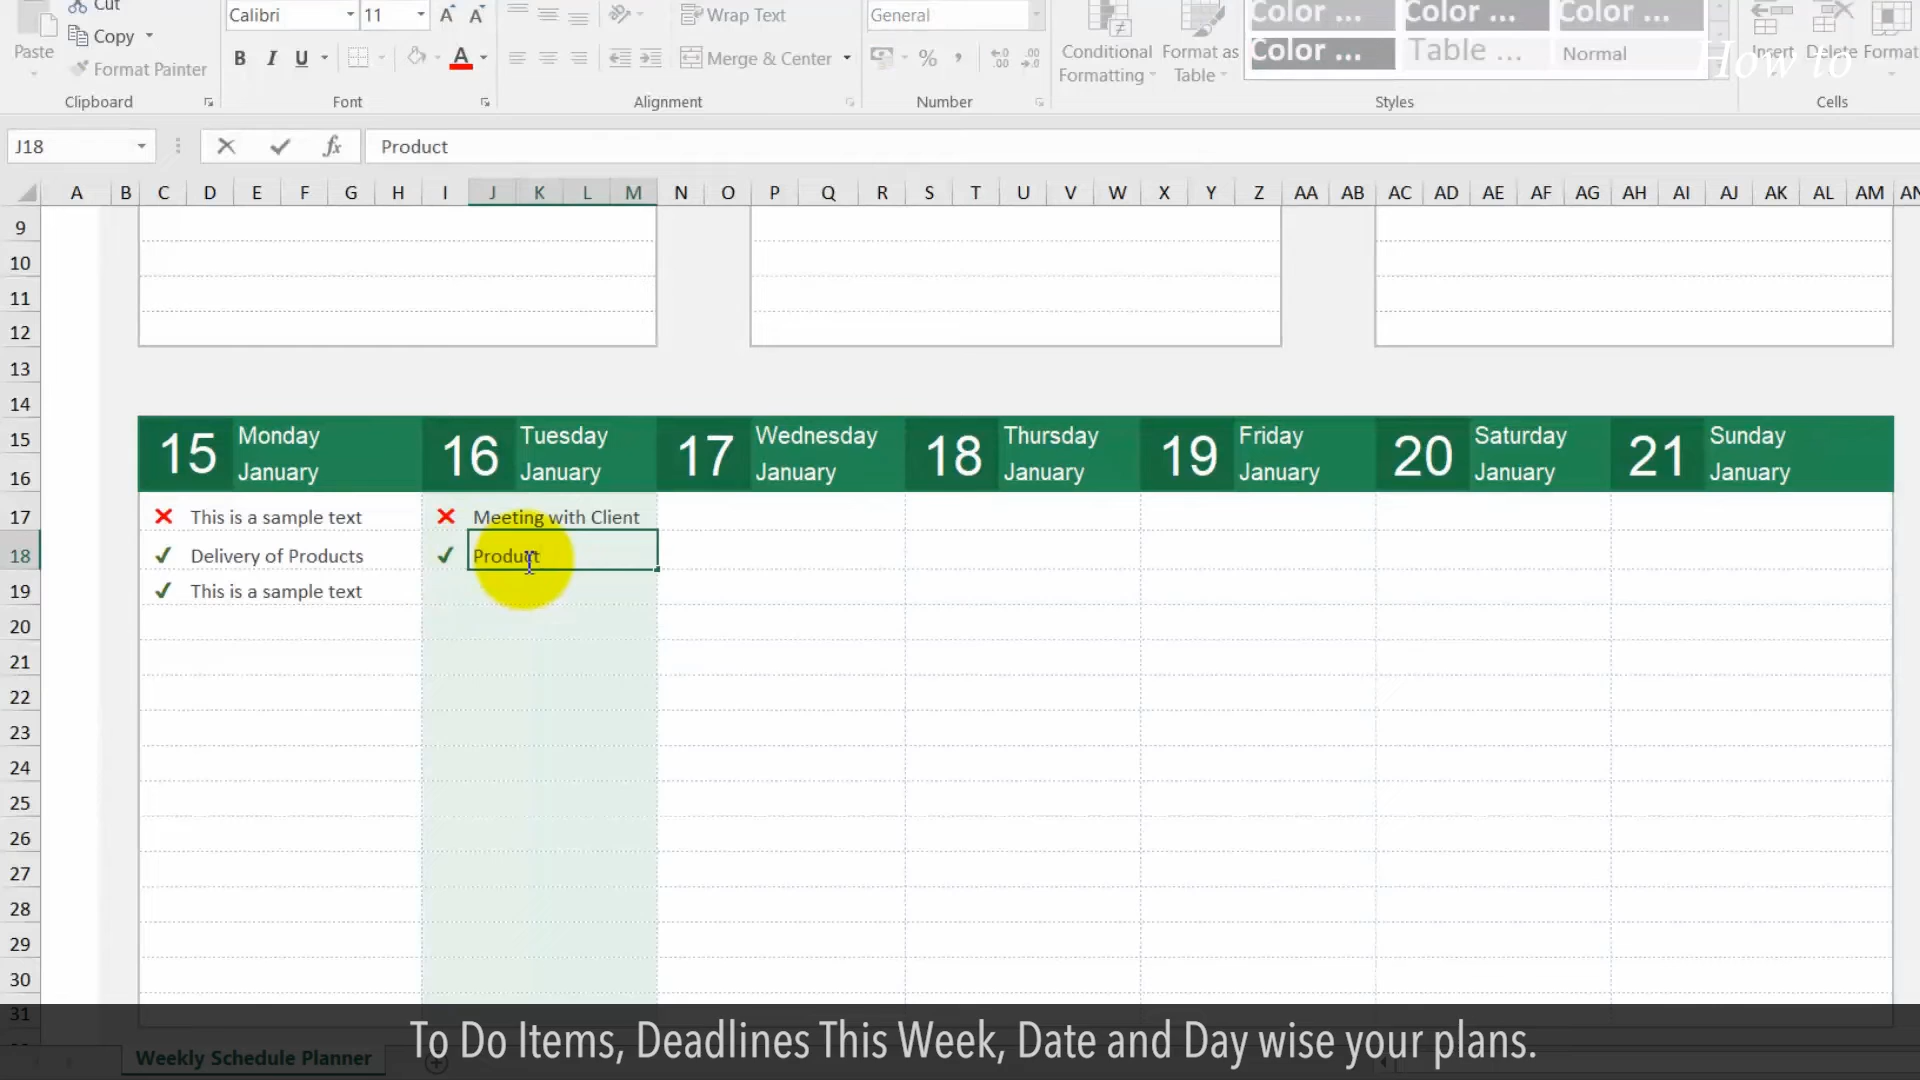 Cut
Calibri 11 Wrap Text General Color ... Color ... Color ...
Paste Copy Conditional Format as Color ... Table ... Normal Insert Delete Format
B I U A Merge & Center % , Formatting Table How to
Format Painter
Clipboard Font Alignment Number Styles Cells
J18 fx Product
A B C D E F G H I J K L M N O P Q R S T U V W X Y Z AA AB AC AD AE AF AG AH AI AJ AK AL AM AN
9
10
11
12
13
14
15 15 Monday 16 Tuesday 17 Wednesday 18 Thursday 19 Friday 20 Saturday 21 Sunday
16 January January January January January January January
17 This is a sample text Meeting with Client
18 Delivery of Products Product
19 This is a sample text
20
21
22
23
24
25
26
27
28
29
30
31
To Do Items, Deadlines This Week, Date and Day wise your plans.
Weekly Schedule Planner